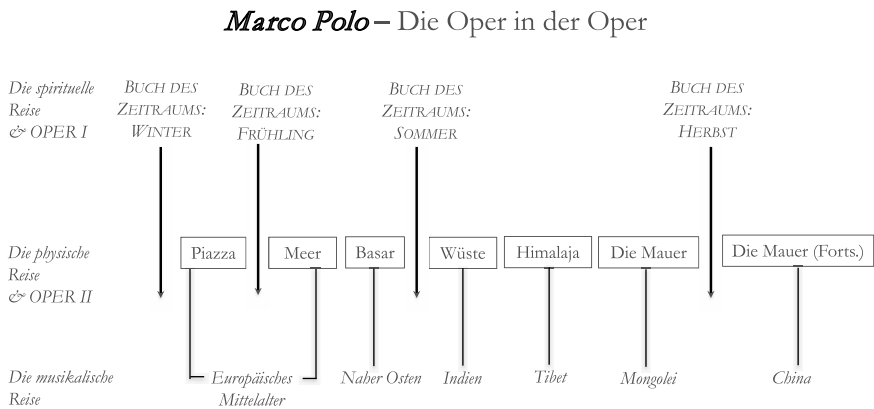 Marco Polo – Die Oper in der Oper
Die spirituelle
Reise
& OPER I
BUCH DES
ZEITRAUMS:
WINTER
BUCH DES
ZEITRAUMS:
FRÜHLING
BUCH DES
ZEITRAUMS:
SOMMER
BUCH DES
ZEITRAUMS:
HERBST
Die physische
Reise
& OPER II
Piazza
Meer
Basar
Wüste
Himalaja
Die Mauer
Die Mauer (Forts.)
Die musikalische
Reise
Europäisches
Mittelalter
Naher Osten
Indien
Tibet
Mongolei
China